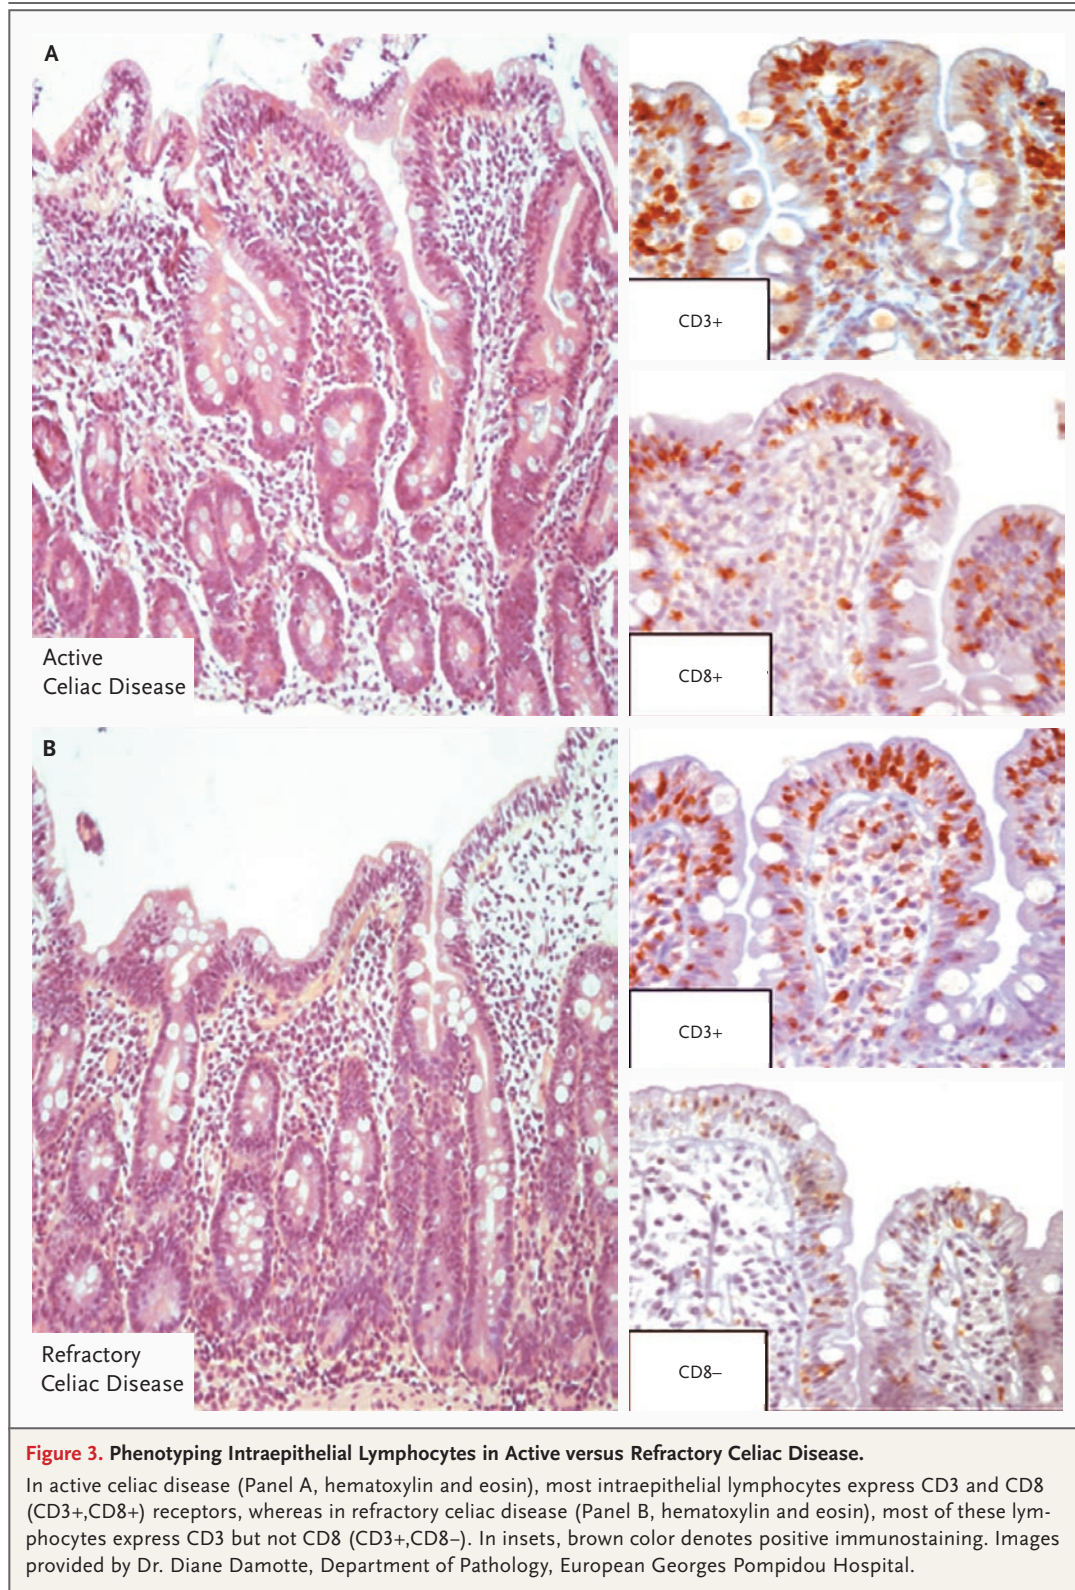 A
CD3+
CD8+
Active
Celiac Disease
B
CD3+
CD8–
Refractory
Celiac Disease
Figure 3. Phenotyping Intraepithelial Lymphocytes in Active versus Refractory Celiac Disease.
In active celiac disease (Panel A, hematoxylin and eosin), most intraepithelial lymphocytes express CD3 and CD8
(CD3+,CD8+) receptors, whereas in refractory celiac disease (Panel B, hematoxylin and eosin), most of these lym-
phocytes express CD3 but not CD8 (CD3+,CD8–). In insets, brown color denotes positive immunostaining. Images
provided by Dr. Diane Damotte, Department of Pathology, European Georges Pompidou Hospital.